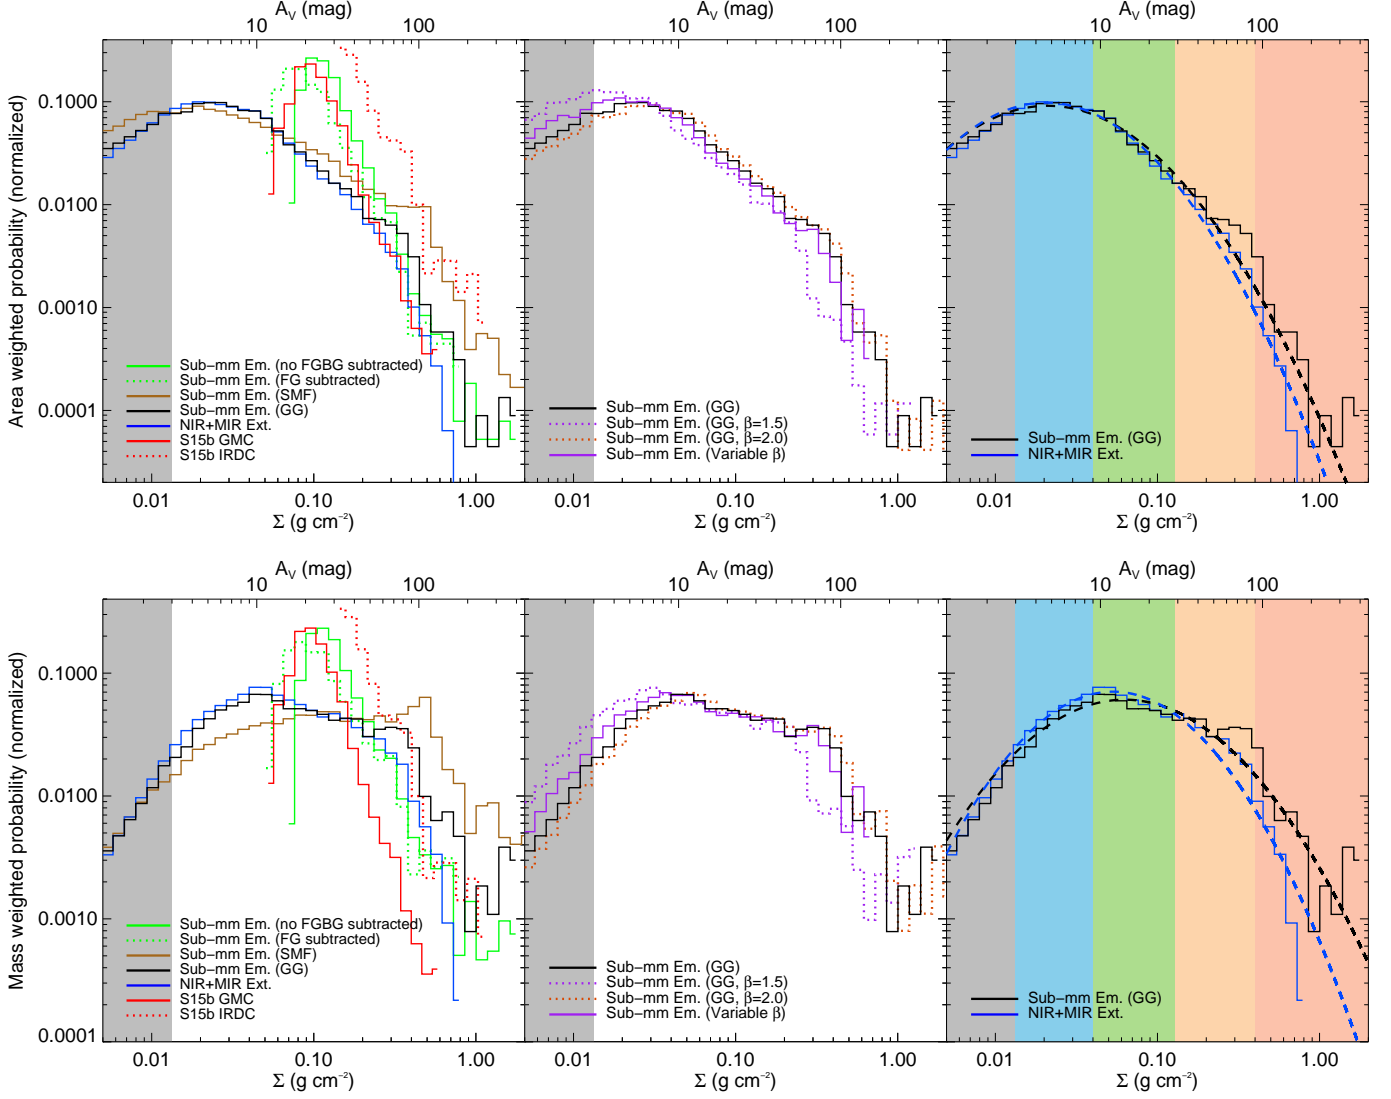 A_V (mag) A_V (mag) A_V (mag)
10 100 10 100 10 100
Area weighted probability (normalized)
0.1000
0.0100
0.0010
0.0001
Sub-mm Em. (no FGBG subtracted)
Sub-mm Em. (FG subtracted)
Sub-mm Em. (SMF)
Sub-mm Em. (GG)
NIR+MIR Ext.
S15b GMC
S15b IRDC
Sub-mm Em. (GG)
Sub-mm Em. (GG, β=1.5)
Sub-mm Em. (GG, β=2.0)
Sub-mm Em. (Variable β)
Sub-mm Em. (GG)
NIR+MIR Ext.
0.01 0.10 1.00 0.01 0.10 1.00 0.01 0.10 1.00
Σ (g cm⁻²) Σ (g cm⁻²) Σ (g cm⁻²)
A_V (mag) A_V (mag) A_V (mag)
10 100 10 100 10 100
Mass weighted probability (normalized)
0.1000
0.0100
0.0010
0.0001
Sub-mm Em. (no FGBG subtracted)
Sub-mm Em. (FG subtracted)
Sub-mm Em. (SMF)
Sub-mm Em. (GG)
NIR+MIR Ext.
S15b GMC
S15b IRDC
Sub-mm Em. (GG)
Sub-mm Em. (GG, β=1.5)
Sub-mm Em. (GG, β=2.0)
Sub-mm Em. (Variable β)
Sub-mm Em. (GG)
NIR+MIR Ext.
0.01 0.10 1.00 0.01 0.10 1.00 0.01 0.10 1.00
Σ (g cm⁻²) Σ (g cm⁻²) Σ (g cm⁻²)